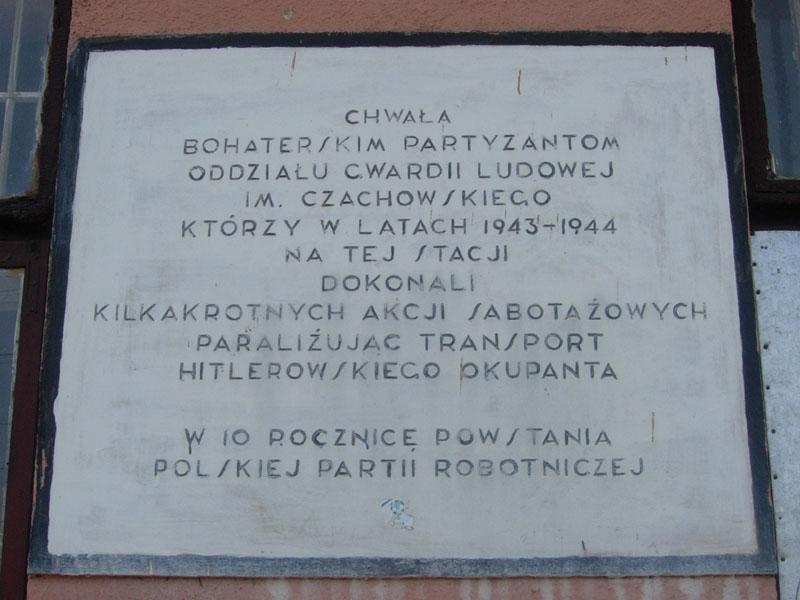 CHWAŁA
BOHATERSKIM PARTYZANTOM
ODDZIAŁU GWARDII LUDOWEJ
IM. CZACHOWSKIEGO
KTÓRZY W LATACH 1943-1944
NA TEJ STACJI
DOKONALI
KILKAKROTNYCH AKCJI SABOTAŻOWYCH
PARALIŻUJĄC TRANSPORT
HITLEROWSKIEGO OKUPANTA
W 10 ROCZNICĘ POWSTANIA
POLSKIEJ PARTII ROBOTNICZEJ